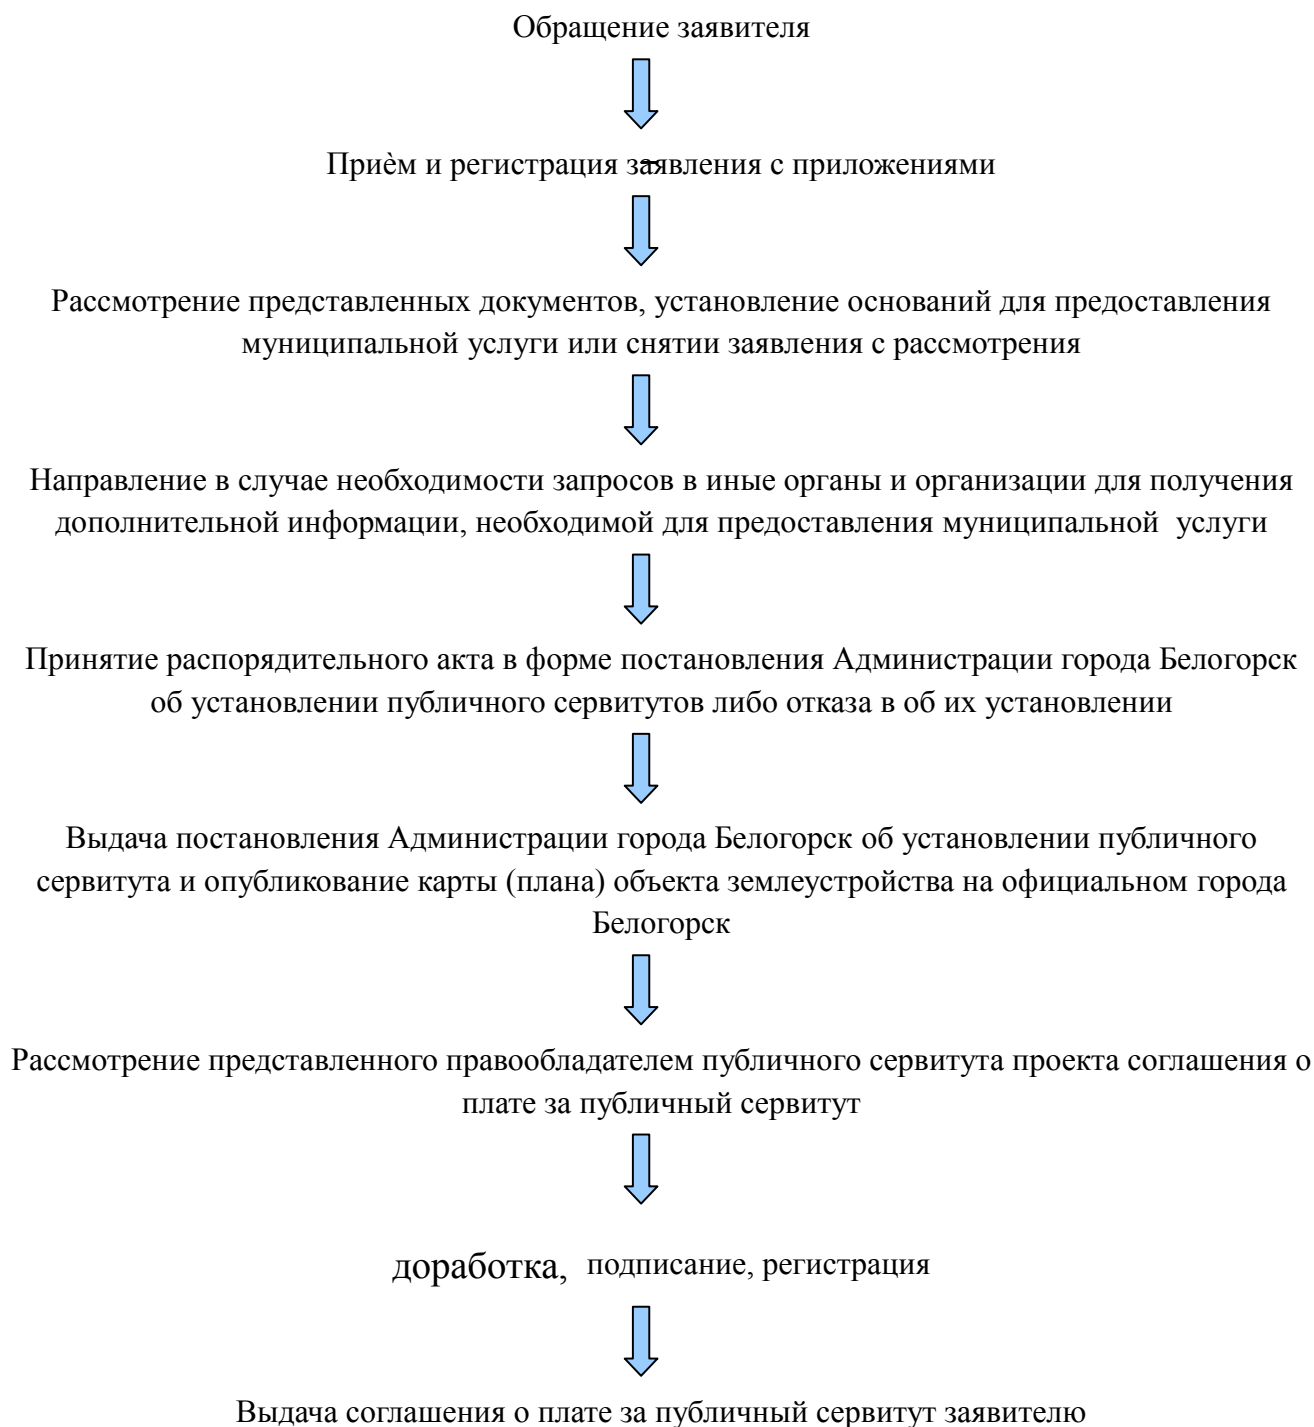 Обращение заявителя
Приѐм и регистрация заявления с приложениями
Рассмотрение представленных документов, установление оснований для предоставления
муниципальной услуги или снятии заявления с рассмотрения
Направление в случае необходимости запросов в иные органы и организации для получения
дополнительной информации, необходимой для предоставления муниципальной услуги
Принятие распорядительного акта в форме постановления Администрации города Белогорск
об установлении публичного сервитутов либо отказа в об их установлении
Выдача постановления Администрации города Белогорск об установлении публичного
сервитута и опубликование карты (плана) объекта землеустройства на официальном города
Белогорск
Рассмотрение представленного правообладателем публичного сервитута проекта соглашения о
плате за публичный сервитут
доработка, подписание, регистрация
Выдача соглашения о плате за публичный сервитут заявителю